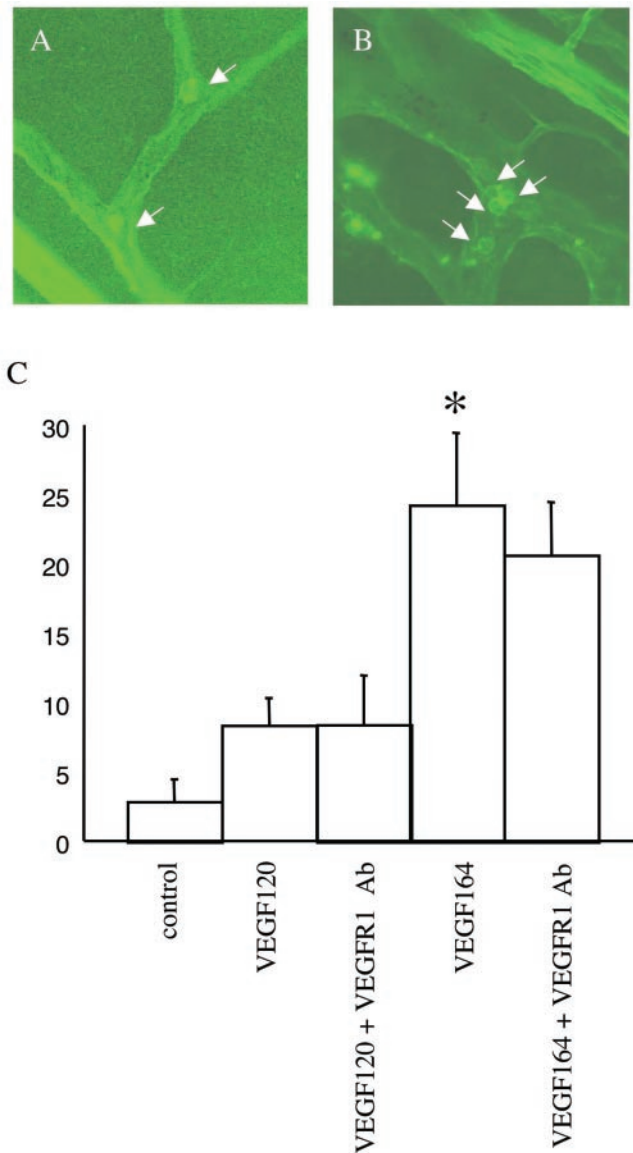 A
B
C
30
25
20
15
10
5
0
*
control
VEGF120
VEGF120 + VEGFR1 Ab
VEGF164
VEGF164 + VEGFR1 Ab